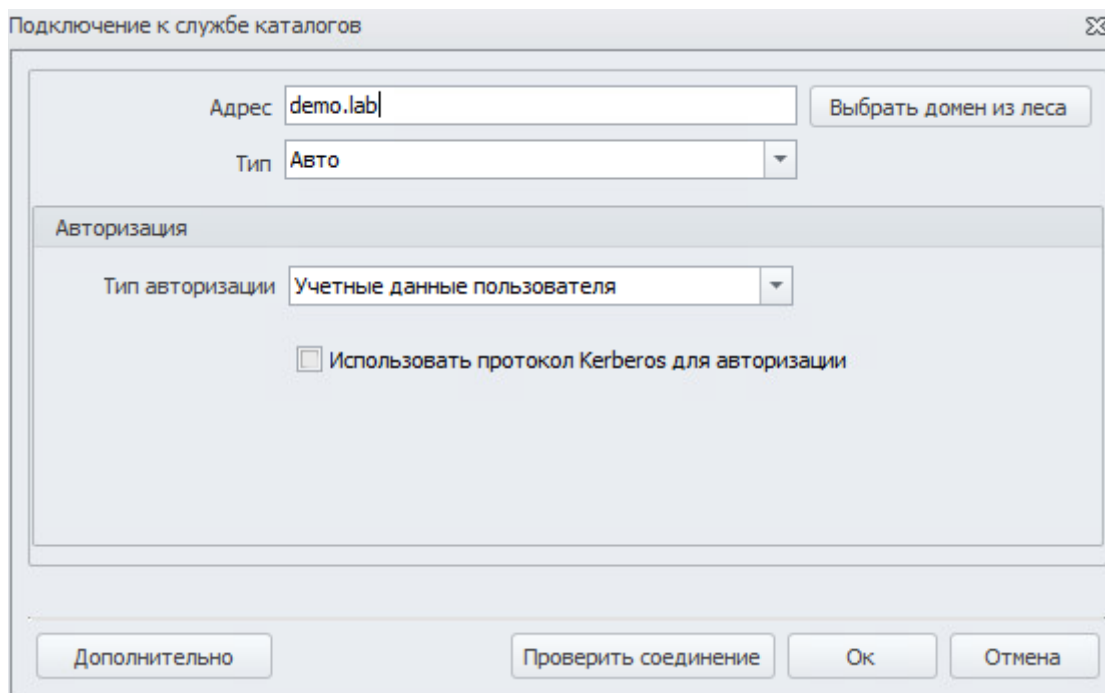 Подключение к службе каталогов
Адрес demo.lab Выбрать домен из леса
Тип Авто
Авторизация
Тип авторизации Учетные данные пользователя
Использовать протокол Kerberos для авторизации
Дополнительно Проверить соединение Ок Отмена